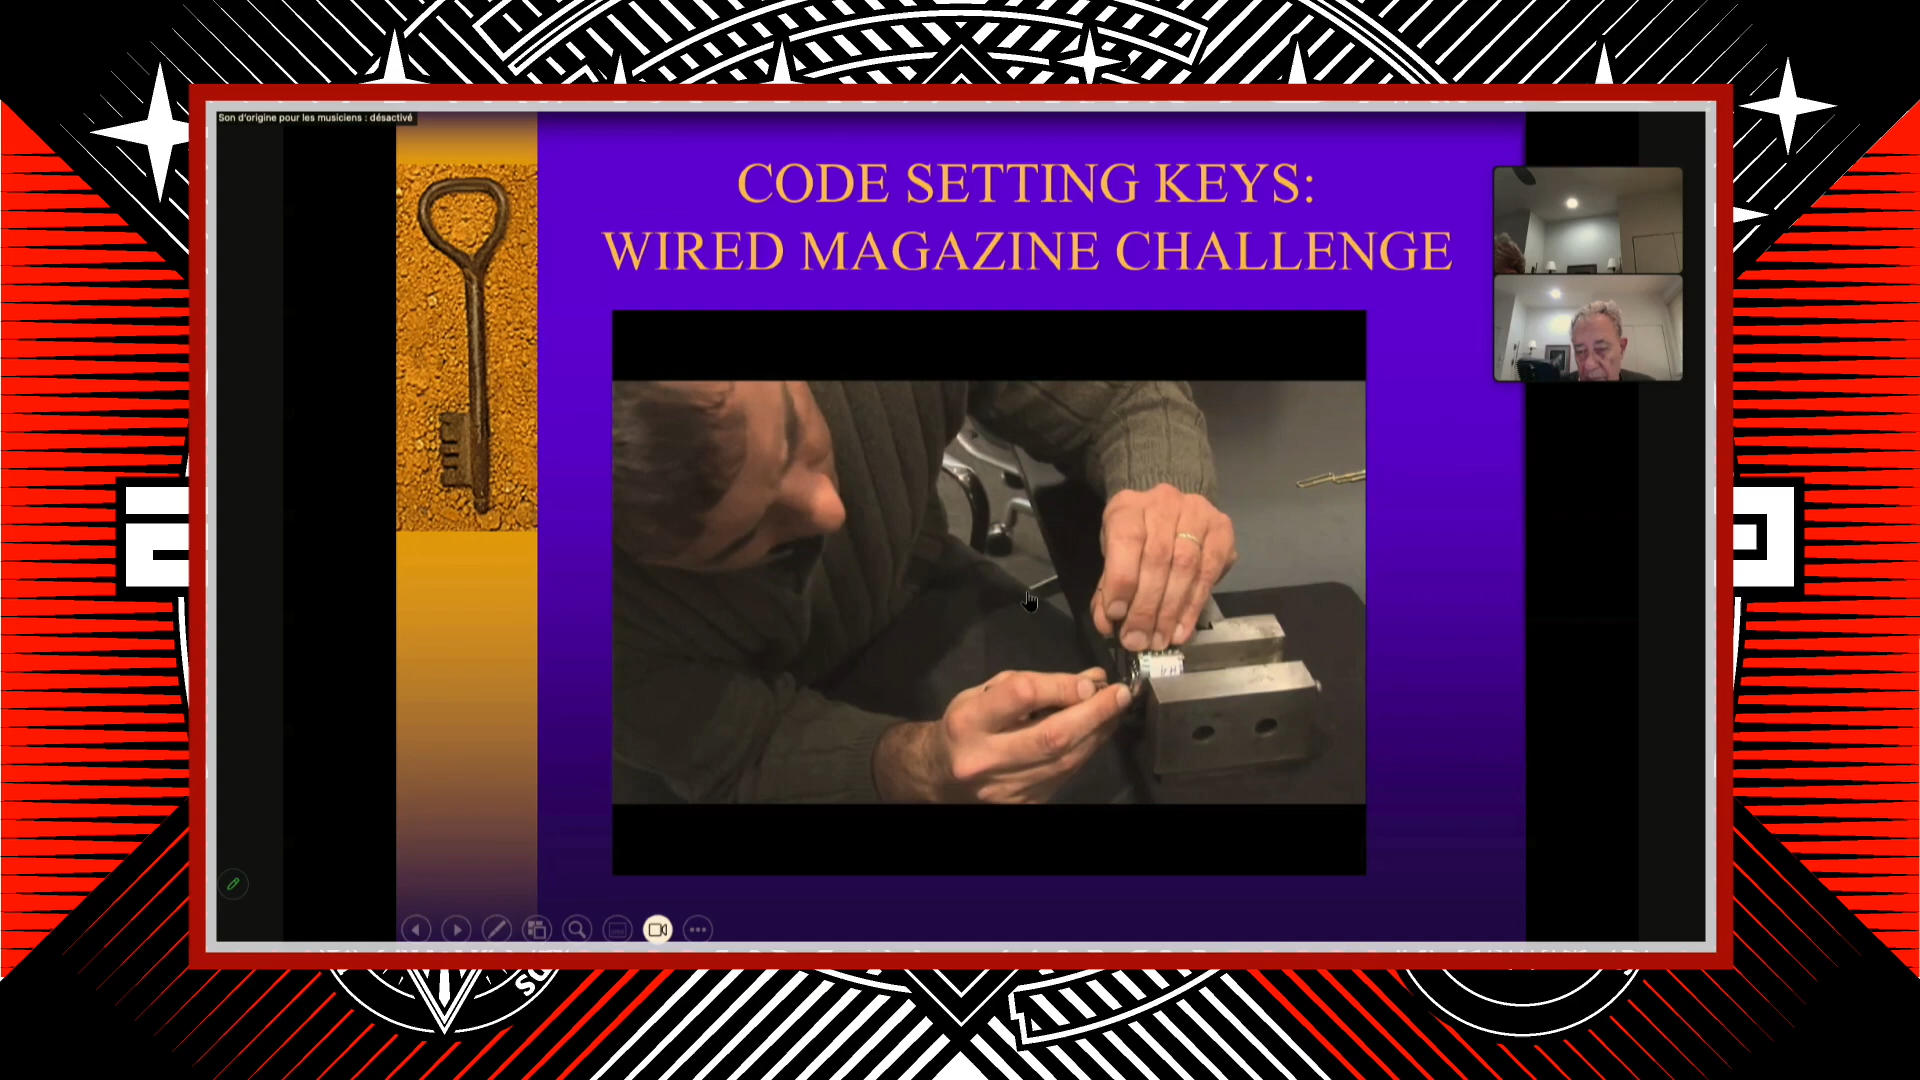 Son d'origine pour les musiciens : désactivé
CODE SETTING KEYS:
WIRED MAGAZINE CHALLENGE